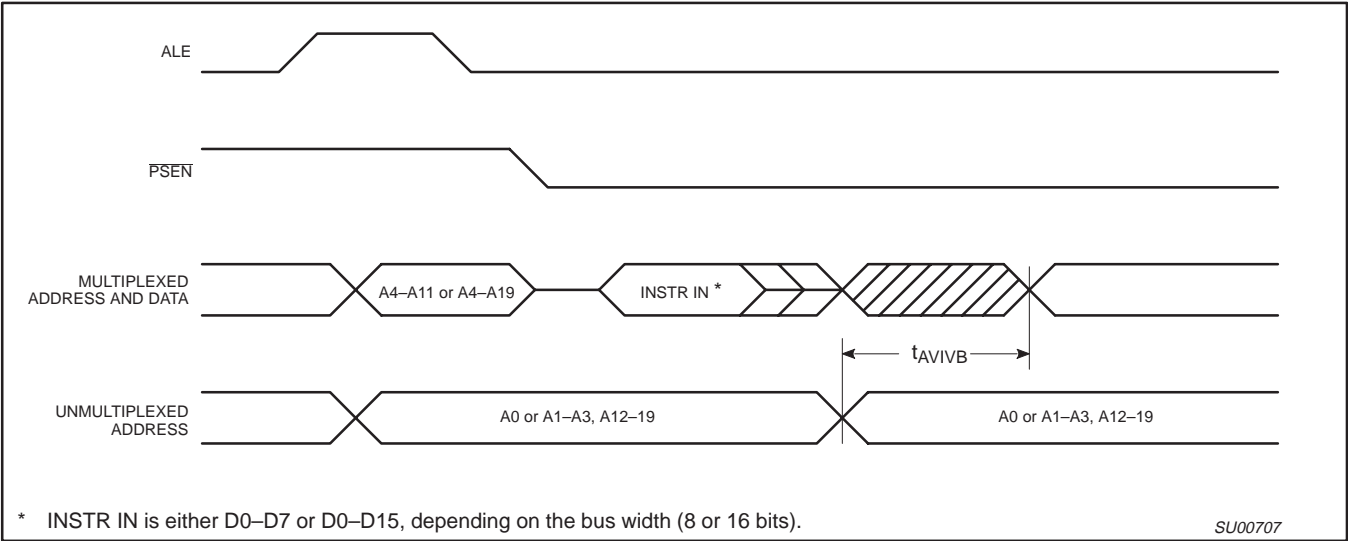 ALE
PSEN
MULTIPLEXED
ADDRESS AND DATA
A4–A11 or A4–A19
INSTR IN *
tAVIVB
UNMULTIPLEXED
ADDRESS
A0 or A1–A3, A12–19
A0 or A1–A3, A12–19
* INSTR IN is either D0–D7 or D0–D15, depending on the bus width (8 or 16 bits).
SU00707